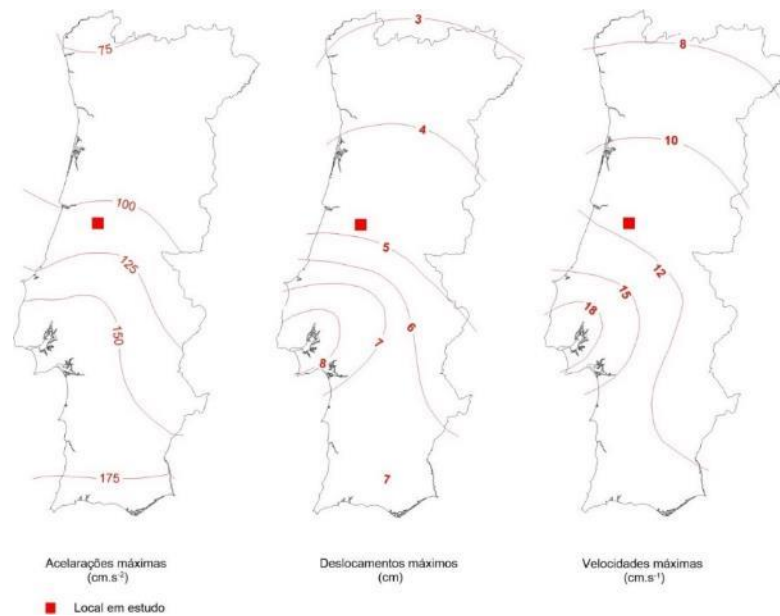 75
100
125
150
175
Acelarações máximas
(cm.s⁻²)
3
4
5
6
7
8
7
Deslocamentos máximos
(cm)
8
10
12
15
18
Velocidades máximas
(cm.s⁻¹)
Local em estudo